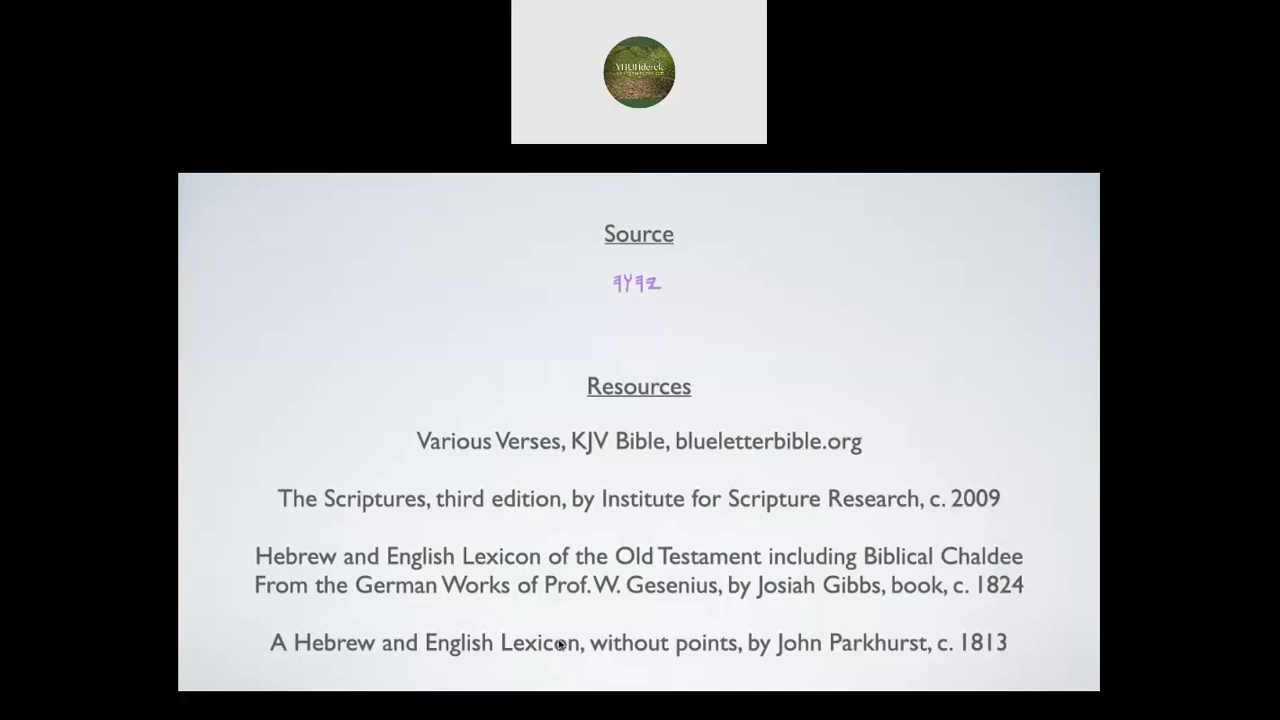 YHUHderek
Source
𐤉𐤄𐤅𐤄
Resources
Various Verses, KJV Bible, blueletterbible.org
The Scriptures, third edition, by Institute for Scripture Research, c. 2009
Hebrew and English Lexicon of the Old Testament including Biblical Chaldee
From the German Works of Prof. W. Gesenius, by Josiah Gibbs, book, c. 1824
A Hebrew and English Lexicon, without points, by John Parkhurst, c. 1813